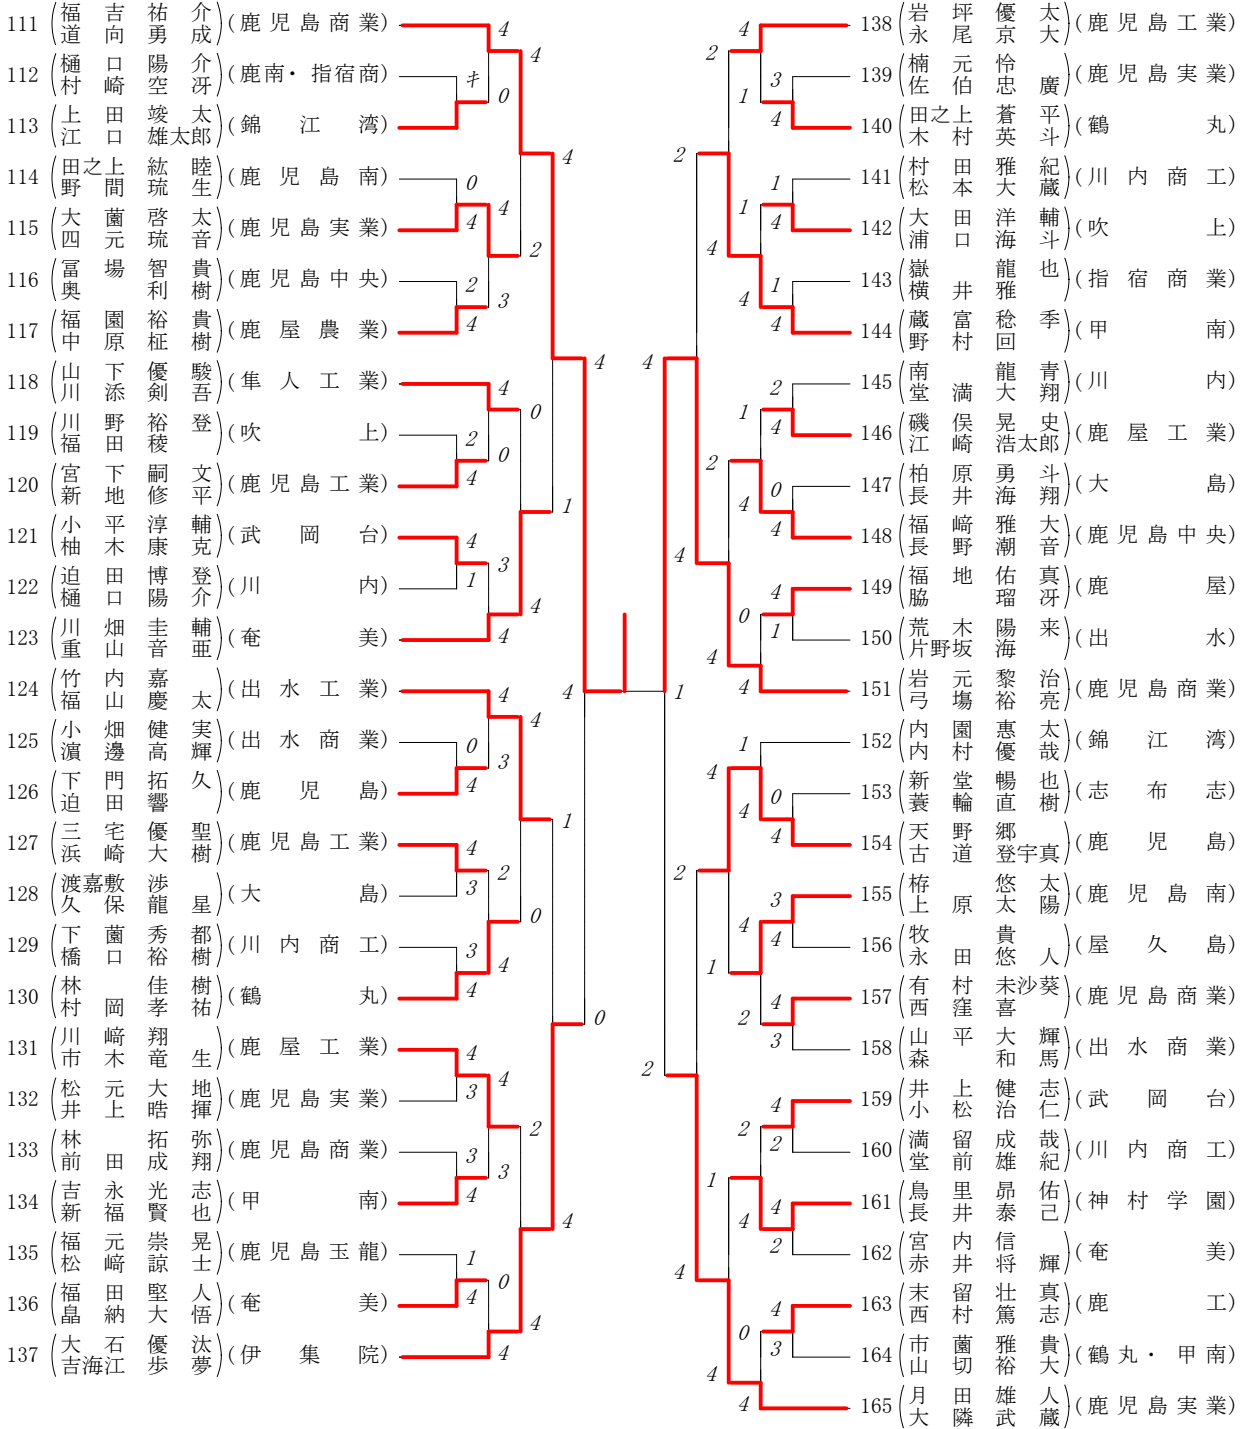 111 福吉祐介 道向勇成 (鹿児島商業)
112 樋口陽介 村崎空冴 (鹿南・指宿商)
113 上田竣太 江口雄太郎 (錦江湾)
114 田之上紘睦 野間琉生 (鹿児島南)
115 大薗啓太 四元琉音 (鹿児島実業)
116 冨場智貴 奥利樹 (鹿児島中央)
117 福園裕貴 中原柾樹 (鹿屋農業)
118 山下優駿 川添剣吾 (隼人工業)
119 川野裕登 福田稜 (吹上)
120 宮下嗣文 新地修平 (鹿児島工業)
121 小平淳輔 柚木康克 (武岡台)
122 迫田博登 樋口陽介 (川内)
123 川畑圭輔 重山音亜 (奄美)
124 竹内嘉 福山慶太 (出水工業)
125 小畑健実 濵邊高輝 (出水商業)
126 下門拓久 迫田響 (鹿児島)
127 三宅優聖 浜崎大樹 (鹿児島工業)
128 渡嘉敷渉 久保龍星 (大島)
129 下薗秀都 橋口裕樹 (川内商工)
130 林佳樹 村岡孝祐 (鶴丸)
131 川﨑翔 市木竜生 (鹿屋工業)
132 松元大地 井上晧揮 (鹿児島実業)
133 林拓弥 前田成翔 (鹿児島商業)
134 吉永光志 新福賢也 (甲南)
135 福元崇晃 松﨑諒士 (鹿児島玉龍)
136 福田堅人 畠納大悟 (奄美)
137 大石優汰 吉海江歩夢 (伊集院)
138 岩坪優太 永尾京大 (鹿児島工業)
139 楠元怜 佐伯忠廣 (鹿児島実業)
140 田之上蒼平 木村英斗 (鶴丸)
141 村田雅紀 松本大蔵 (川内商工)
142 大田洋輔 浦口海斗 (吹上)
143 嶽龍也 横井雅 (指宿商業)
144 蔵富稔季 野村回 (甲南)
145 南龍青 堂満大翔 (川内)
146 磯俣晃史 江崎浩太郎 (鹿屋工業)
147 柏原勇斗 長井海翔 (大島)
148 福﨑雅大 長野潮音 (鹿児島中央)
149 福地佑真 脇瑠冴 (鹿屋)
150 荒木陽来 片野坂海 (出水)
151 岩元黎治 弓場裕亮 (鹿児島商業)
152 内園惠太 内村優哉 (錦江湾)
153 新堂暢也 蓑輪直樹 (志布志)
154 天野郷 古道登宇真 (鹿児島)
155 栫悠太 上原太陽 (鹿児島南)
156 牧貴 永田悠人 (屋久島)
157 有村未沙葵 西窪喜 (鹿児島商業)
158 山平大輝 森和馬 (出水商業)
159 井上健志 小松治仁 (武岡台)
160 満留成哉 堂前雄紀 (川内商工)
161 鳥里昴佑 長井泰己 (神村学園)
162 宮内信 赤井将輝 (奄美)
163 末留壮真 西村篤志 (鹿工)
164 市薗雅貴 山切裕大 (鶴丸・甲南)
165 月田雄人 大隣武蔵 (鹿児島実業)